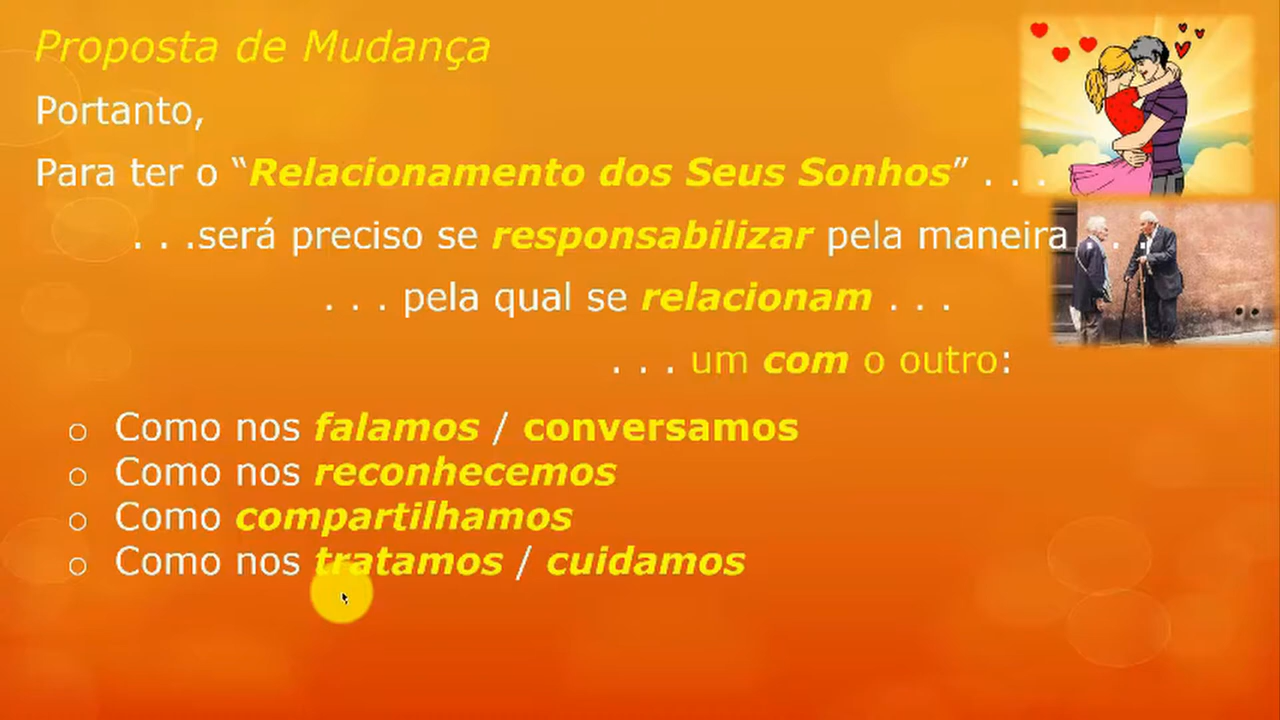 Proposta de Mudança
Portanto,
Para ter o “Relacionamento dos Seus Sonhos” . . .
. . .será preciso se responsabilizar pela maneira . . .
. . . pela qual se relacionam . . .
. . . um com o outro:
o Como nos falamos / conversamos
o Como nos reconhecemos
o Como compartilhamos
o Como nos tratamos / cuidamos